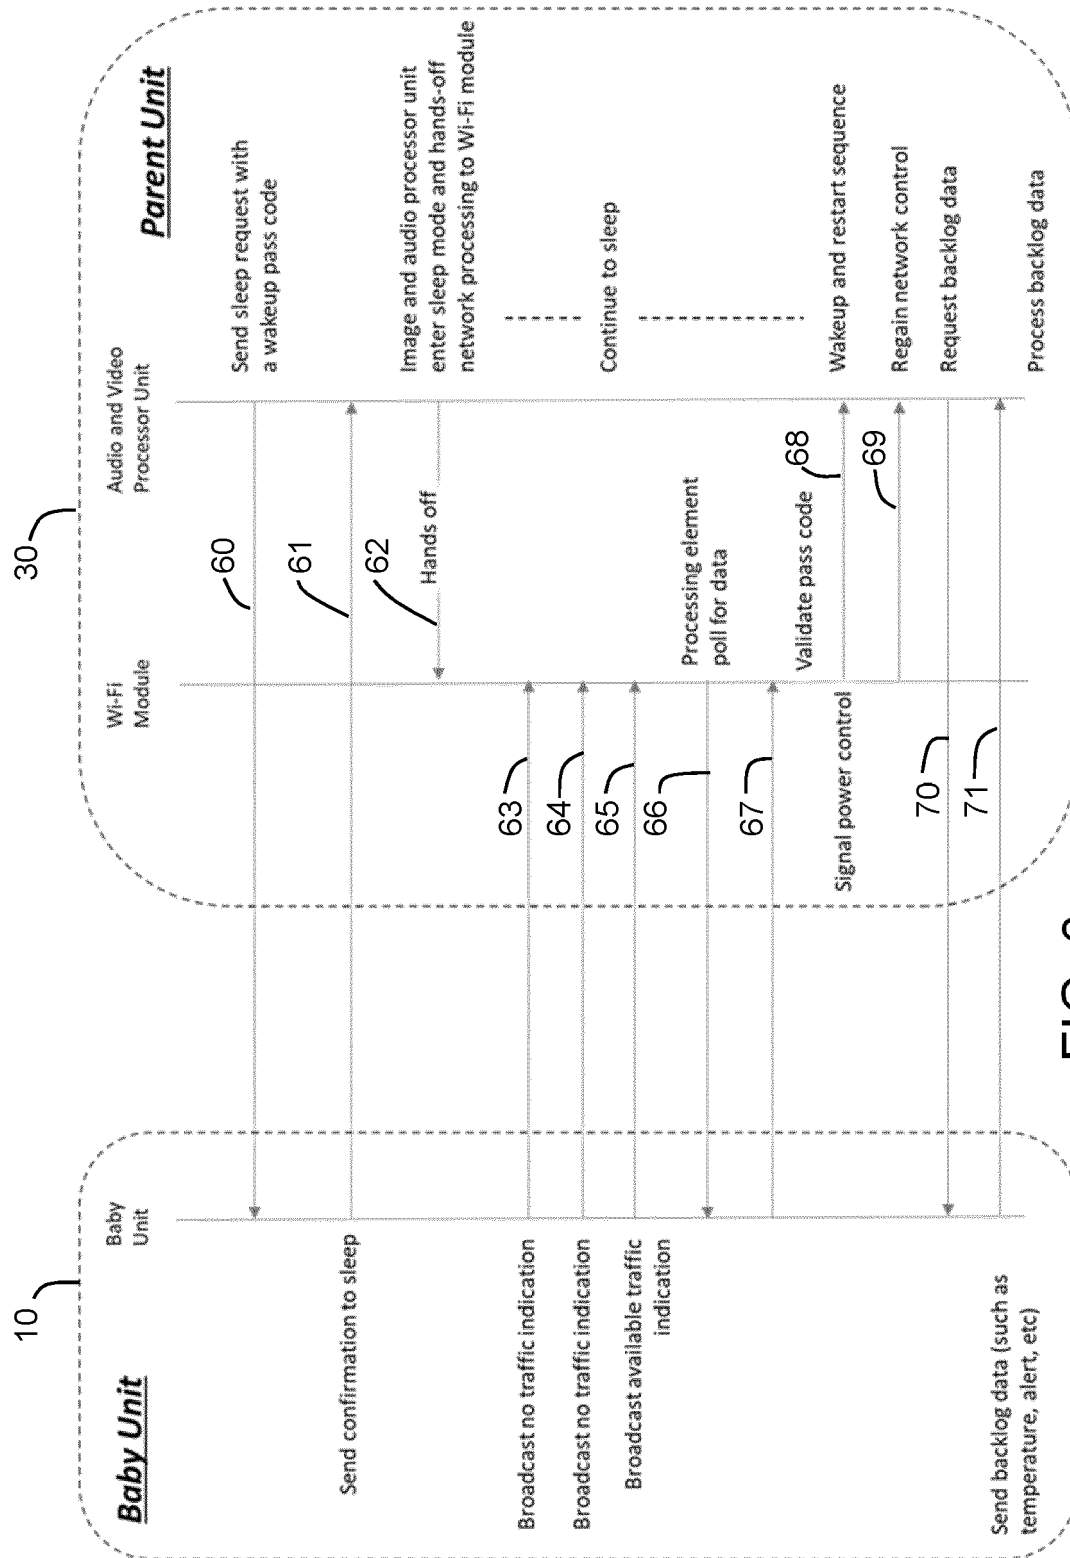 10
30
Baby Unit
Parent Unit
Baby
Unit
Wi-Fi
Module
Audio and Video
Processor Unit
60
Send sleep request with
a wakeup pass code
Send confirmation to sleep
61
62
Hands off
Image and audio processor unit
enter sleep mode and hands-off
network processing to Wi-Fi module
Broadcast no traffic indication
63
Broadcast no traffic indication
64
Continue to sleep
Broadcast available traffic
indication
65
66
Processing element
poll for data
67
Validate pass code
68
Signal power control
Wakeup and restart sequence
69
Regain network control
70
Request backlog data
71
Send backlog data (such as
temperature, alert, etc)
Process backlog data
FIG.